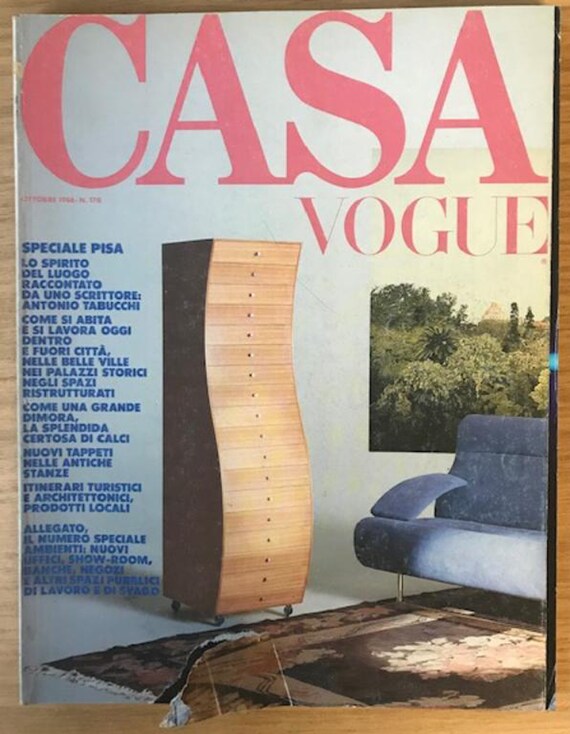 CASA
VOGUE
OTTOBRE 1986 N. 170
SPECIALE PISA
LO SPIRITO
DEL LUOGO
RACCONTATO
DA UNO SCRITTORE:
ANTONIO TABUCCHI
COME SI ABITA
E SI LAVORA OGGI
DENTRO
E FUORI CITTÀ,
NELLE BELLE VILLE
NEI PALAZZI STORICI
NEGLI SPAZI
RISTRUTTURATI
COME UNA GRANDE
DIMORA,
LA SPLENDIDA
CERTOSA DI CALCI
NUOVI TAPPETI
NELLE ANTICHE
STANZE
ITINERARI TURISTICI
E ARCHITETTONICI,
PRODOTTI LOCALI
ALLEGATO,
IL NUMERO SPECIALE
AMBIENTI: NUOVI
UFFICI, SHOW-ROOM,
BANCHE, NEGOZI
E ALTRI SPAZI PUBBLICI
DI LAVORO E DI SVAGO